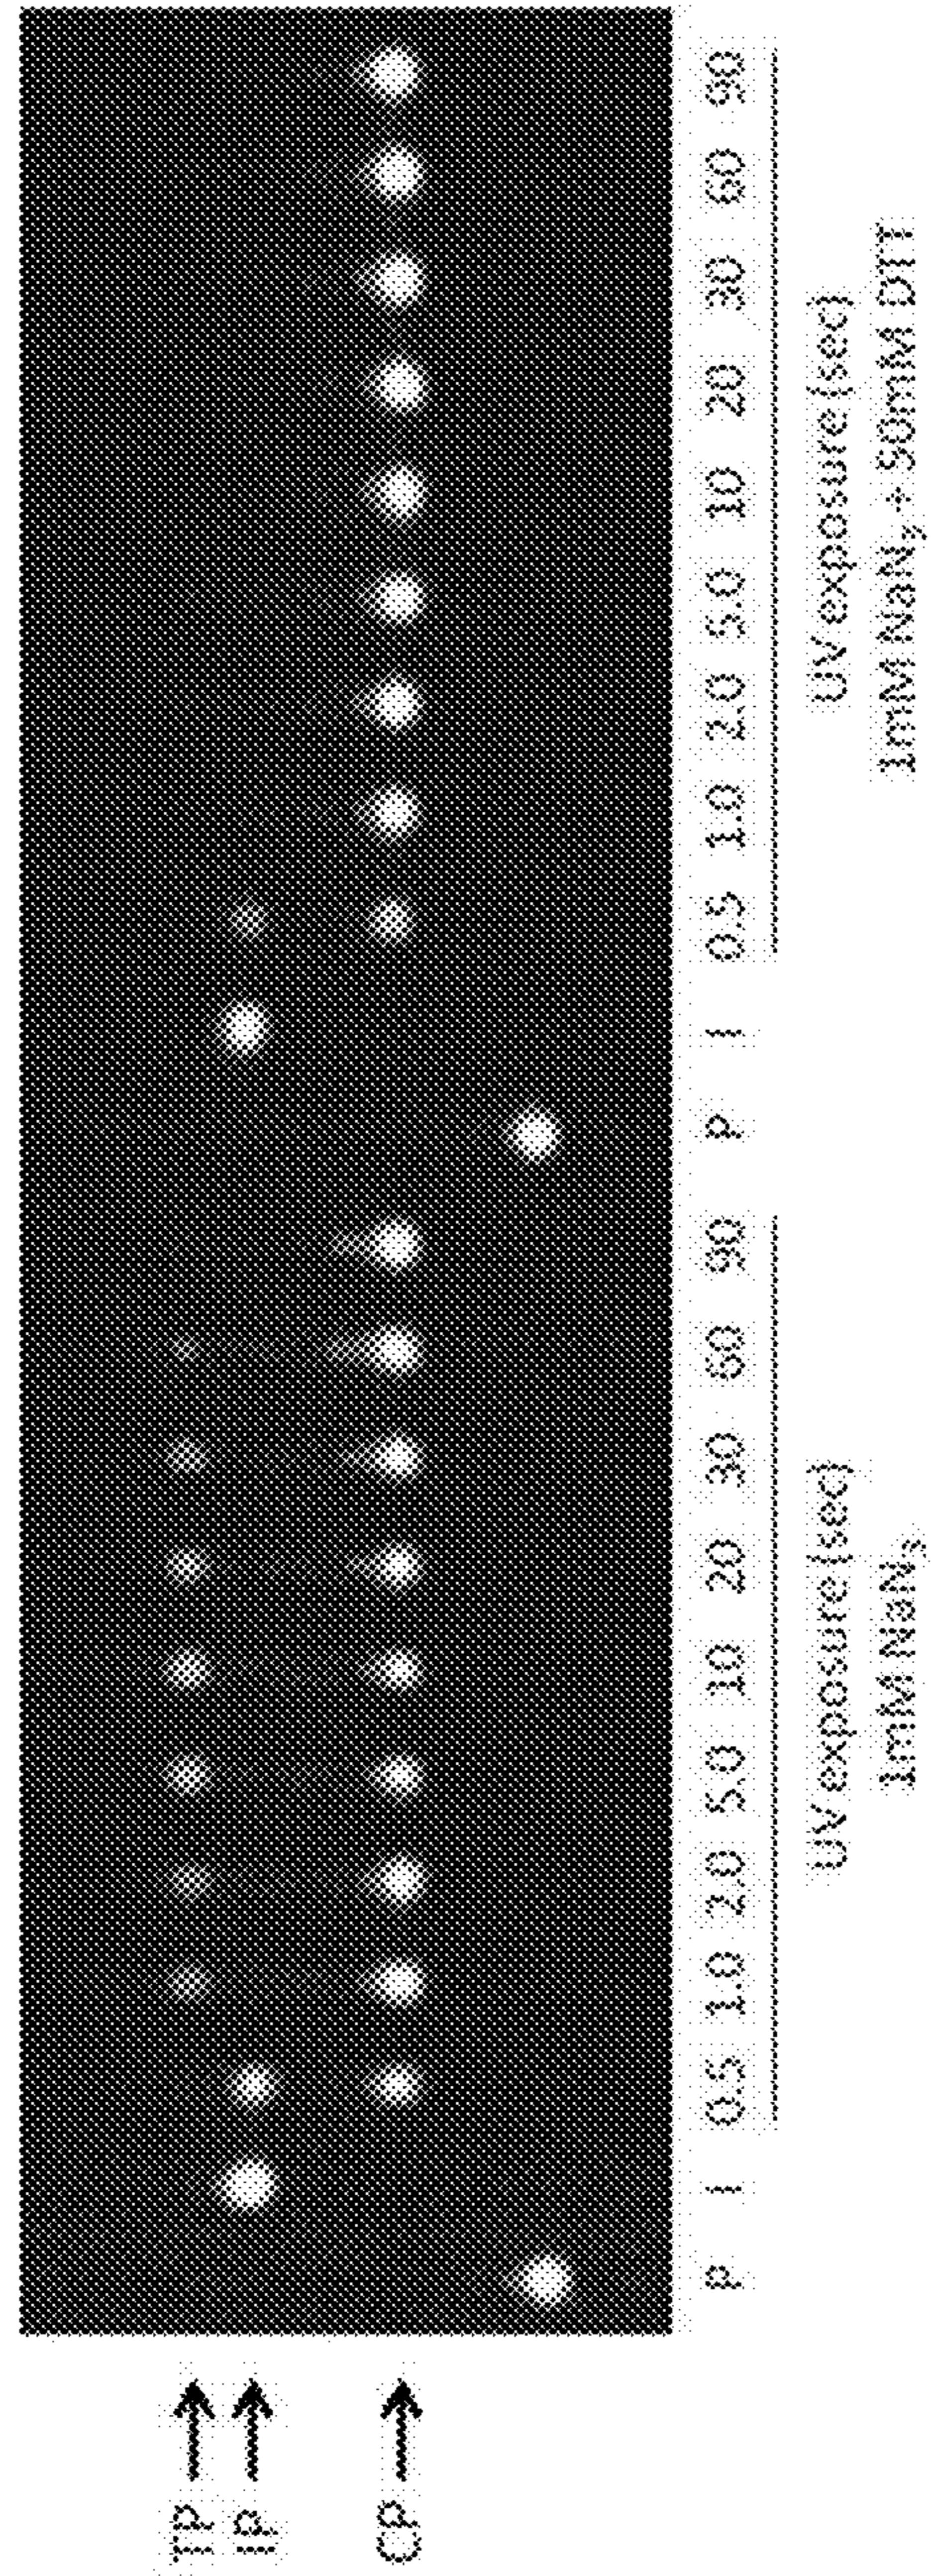 TP
IP
CP
P I 0.5 1.0 2.0 5.0 10 20 30 60 90 P I 0.5 1.0 2.0 5.0 10 20 30 60 90
UV exposure (sec) UV exposure (sec)
1mM NaN₃ 1mM NaN₃ + 50mM DTT